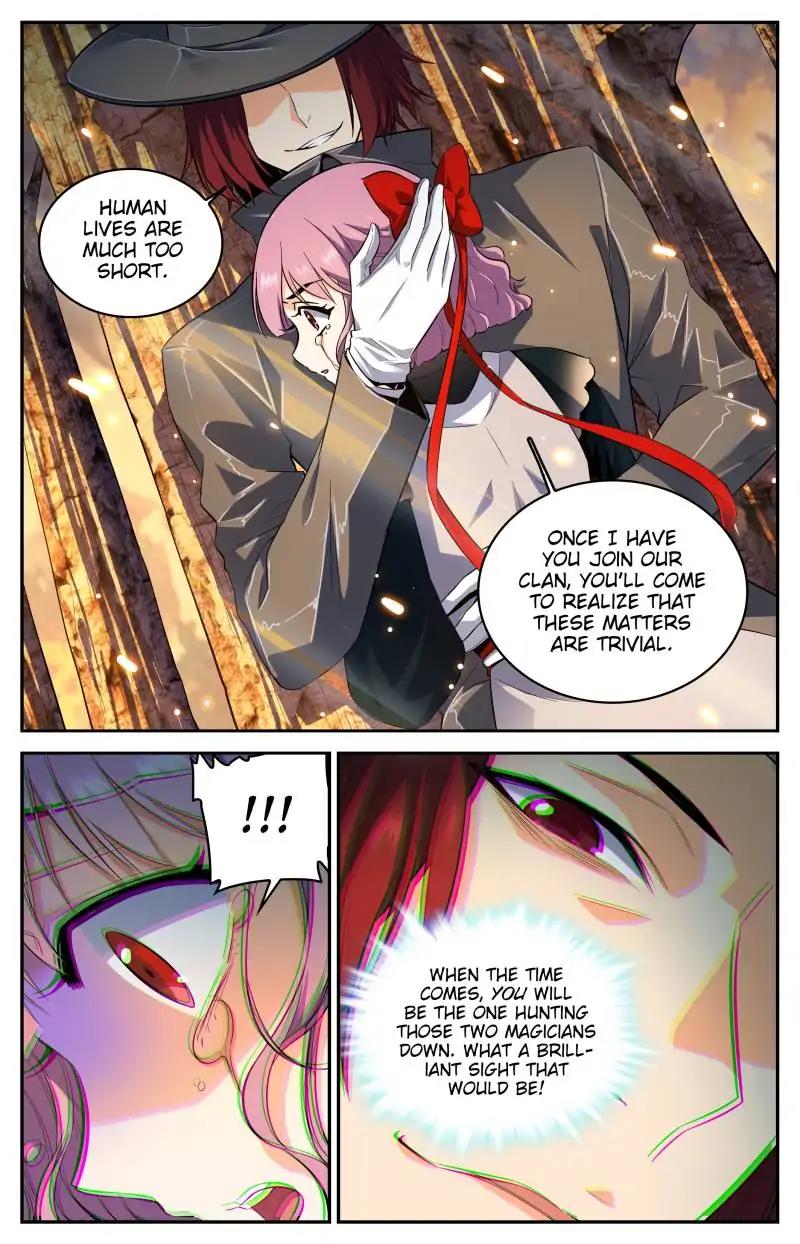 HUMAN
LIVES ARE
MUCH TOO
SHORT.
ONCE I HAVE
YOU JOIN OUR
CLAN, YOU'LL COME
TO REALIZE THAT
THESE MATTERS
ARE TRIVIAL.
!!!
WHEN THE TIME
COMES, YOU WILL
BE THE ONE HUNTING
THOSE TWO MAGICIANS
DOWN. WHAT A BRILL-
IANT SIGHT THAT
WOULD BE!